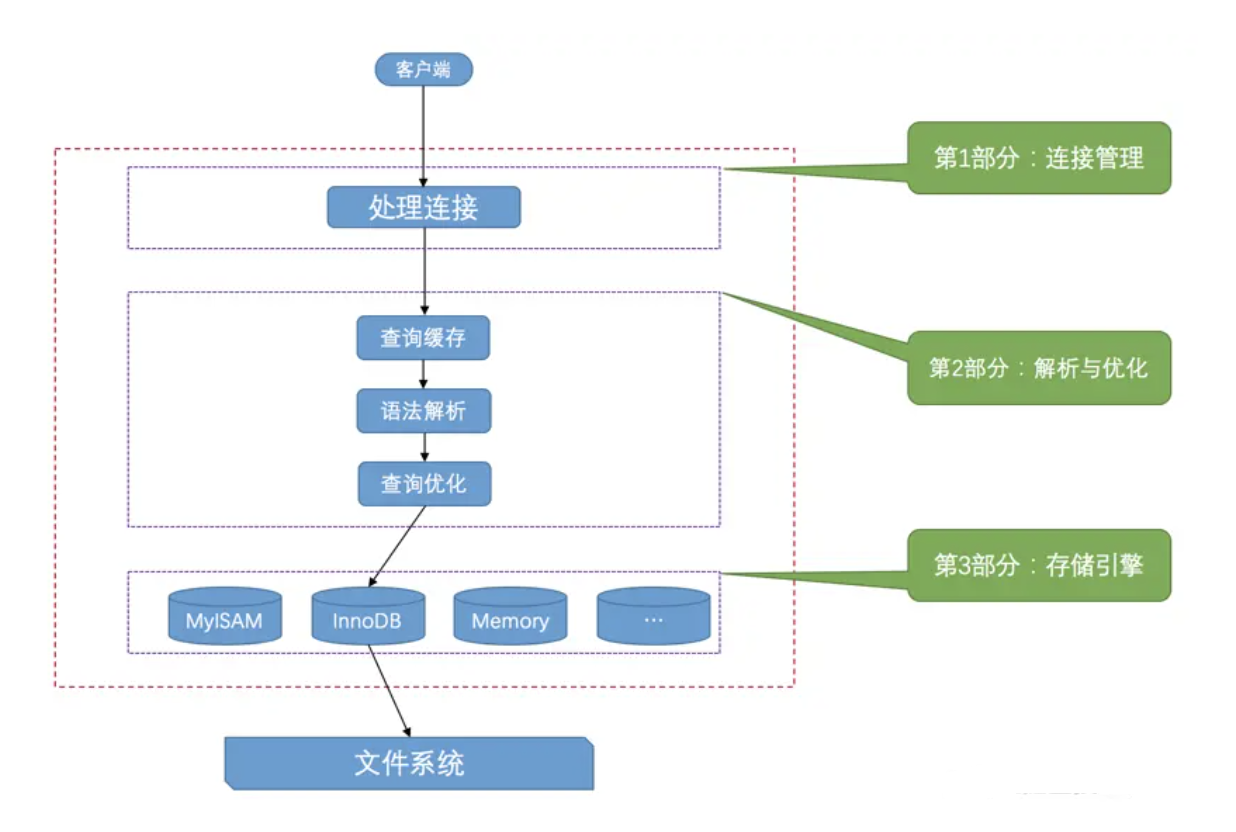 客户端
第1部分：连接管理
处理连接
查询缓存
第2部分：解析与优化
语法解析
查询优化
第3部分：存储引擎
MyISAM
InnoDB
Memory
…
文件系统